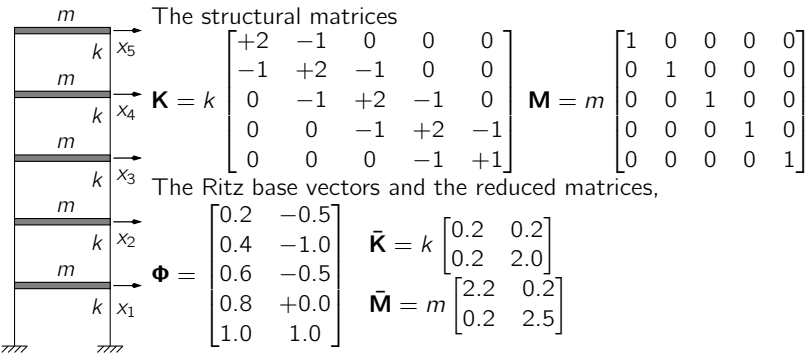 The structural matrices
m
k x₅
m
k x₄
m
k x₃
m
k x₂
m
k x₁
K = k
+2 −1 0 0 0
−1 +2 −1 0 0
0 −1 +2 −1 0
0 0 −1 +2 −1
0 0 0 −1 +1
M = m
1 0 0 0 0
0 1 0 0 0
0 0 1 0 0
0 0 0 1 0
0 0 0 0 1
The Ritz base vectors and the reduced matrices,
Φ =
0.2 −0.5
0.4 −1.0
0.6 −0.5
0.8 +0.0
1.0 1.0
K̄ = k
0.2 0.2
0.2 2.0
M̄ = m
2.2 0.2
0.2 2.5